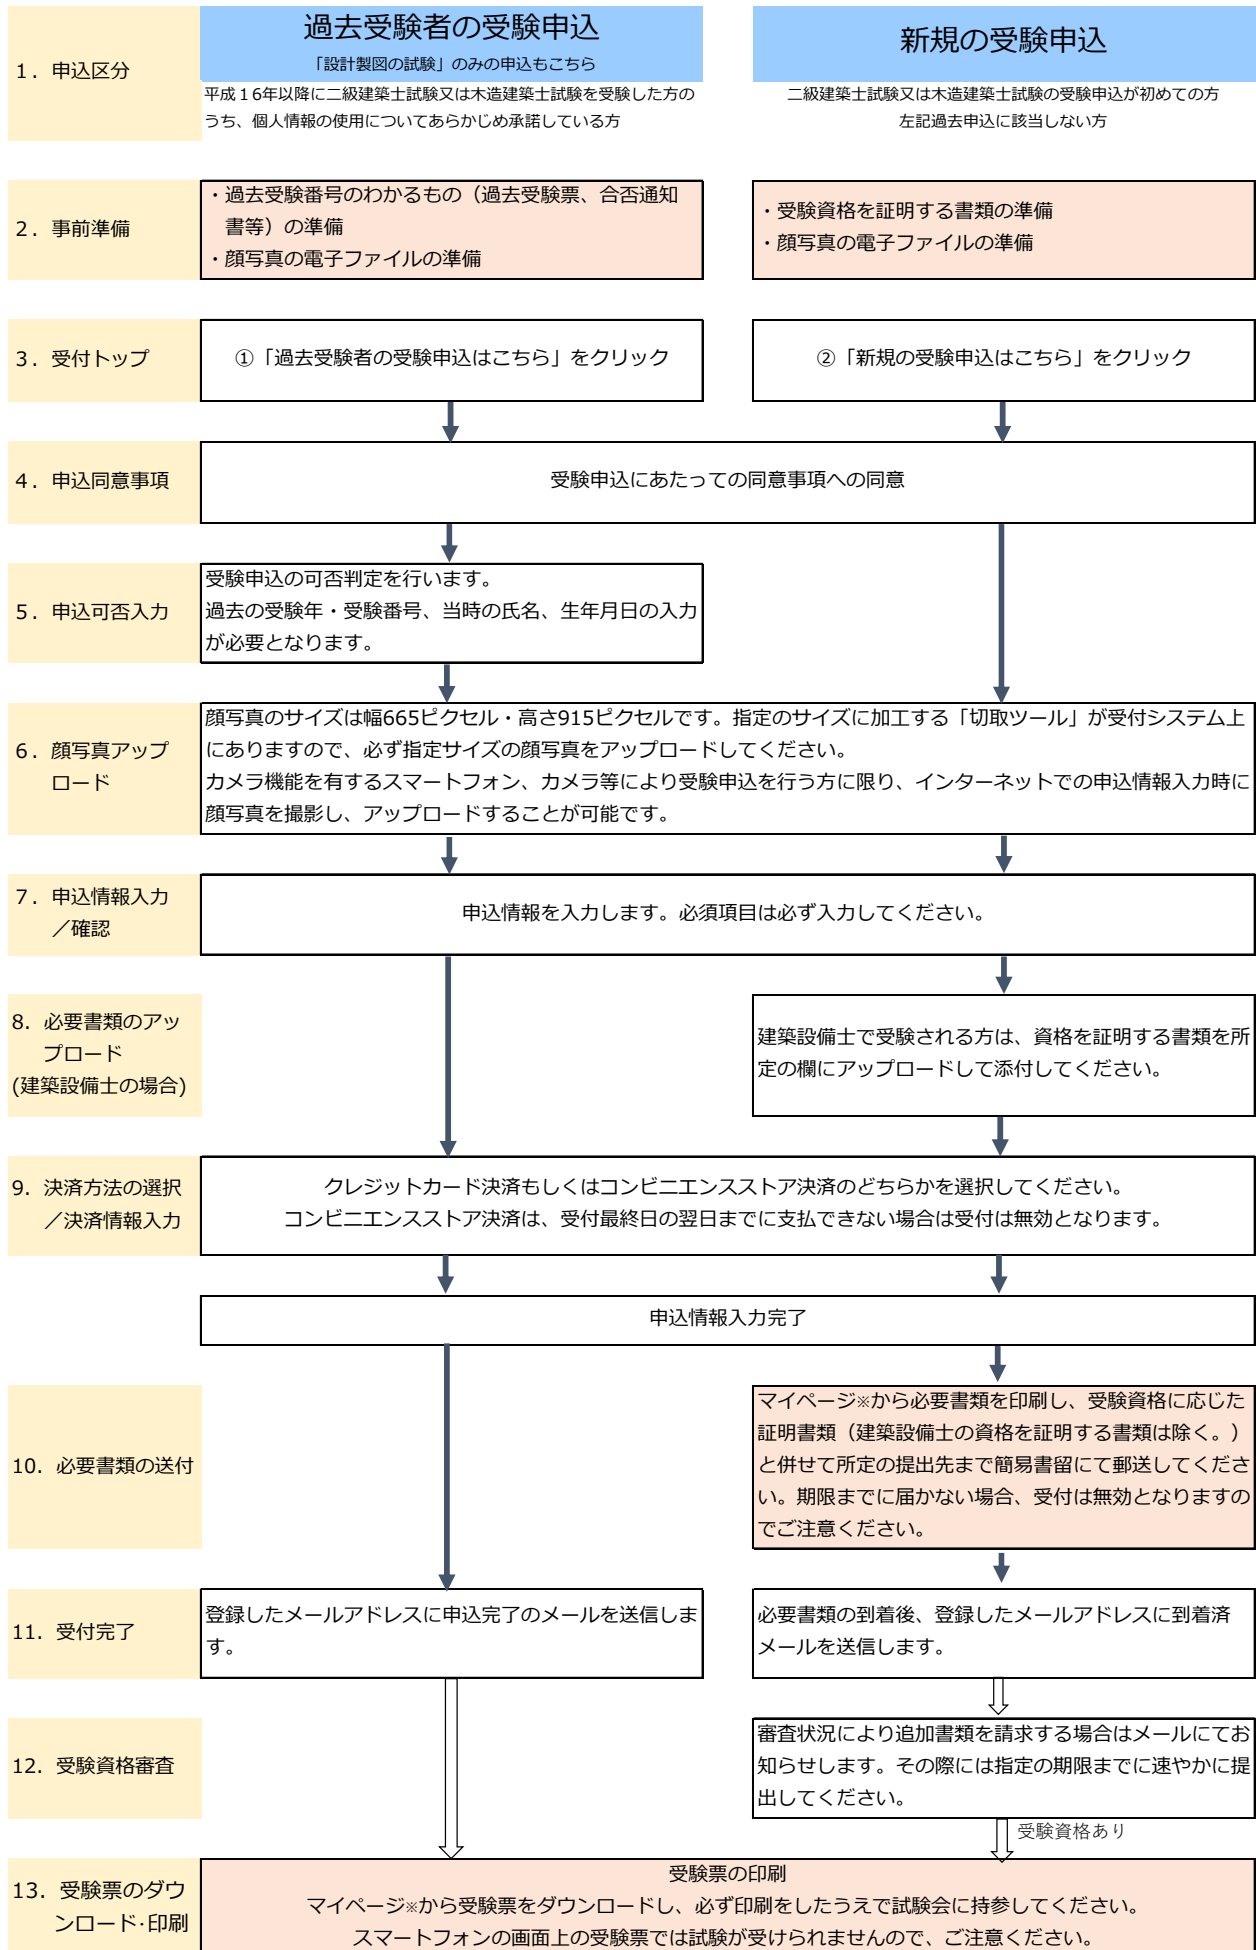 1．申込区分
過去受験者の受験申込
「設計製図の試験」のみの申込もこちら
平成16年以降に二級建築士試験又は木造建築士試験を受験した方の
うち、個人情報の使用についてあらかじめ承諾している方
新規の受験申込
二級建築士試験又は木造建築士試験の受験申込が初めての方
左記過去申込に該当しない方
2．事前準備
・過去受験番号のわかるもの（過去受験票、合否通知
書等）の準備
・顔写真の電子ファイルの準備
・受験資格を証明する書類の準備
・顔写真の電子ファイルの準備
3．受付トップ
①「過去受験者の受験申込はこちら」をクリック
②「新規の受験申込はこちら」をクリック
4．申込同意事項
受験申込にあたっての同意事項への同意
5．申込可否入力
受験申込の可否判定を行います。
過去の受験年・受験番号、当時の氏名、生年月日の入力
が必要となります。
6．顔写真アップ
ロード
顔写真のサイズは幅665ピクセル・高さ915ピクセルです。指定のサイズに加工する「切取ツール」が受付システム上
にありますので、必ず指定サイズの顔写真をアップロードしてください。
カメラ機能を有するスマートフォン、カメラ等により受験申込を行う方に限り、インターネットでの申込情報入力時に
顔写真を撮影し、アップロードすることが可能です。
7．申込情報入力
／確認
申込情報を入力します。必須項目は必ず入力してください。
8．必要書類のアッ
プロード
(建築設備士の場合)
建築設備士で受験される方は、資格を証明する書類を所
定の欄にアップロードして添付してください。
9．決済方法の選択
／決済情報入力
クレジットカード決済もしくはコンビニエンスストア決済のどちらかを選択してください。
コンビニエンスストア決済は、受付最終日の翌日までに支払できない場合は受付は無効となります。
申込情報入力完了
10．必要書類の送付
マイページ※から必要書類を印刷し、受験資格に応じた
証明書類（建築設備士の資格を証明する書類は除く。）
と併せて所定の提出先まで簡易書留にて郵送してくださ
い。期限までに届かない場合、受付は無効となりますの
でご注意ください。
11．受付完了
登録したメールアドレスに申込完了のメールを送信しま
す。
必要書類の到着後、登録したメールアドレスに到着済
メールを送信します。
12．受験資格審査
審査状況により追加書類を請求する場合はメールにてお
知らせします。その際には指定の期限までに速やかに提
出してください。
受験資格あり
13．受験票のダウ
ンロード･印刷
受験票の印刷
マイページ※から受験票をダウンロードし、必ず印刷をしたうえで試験会に持参してください。
スマートフォンの画面上の受験票では試験が受けられませんので、ご注意ください。